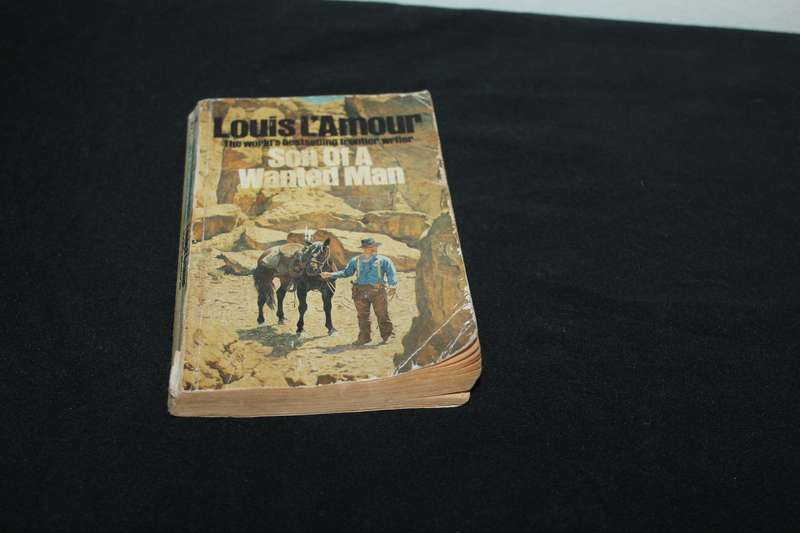 Louis L'Amour
The world's bestselling frontier writer
Son Of A
Wanted Man